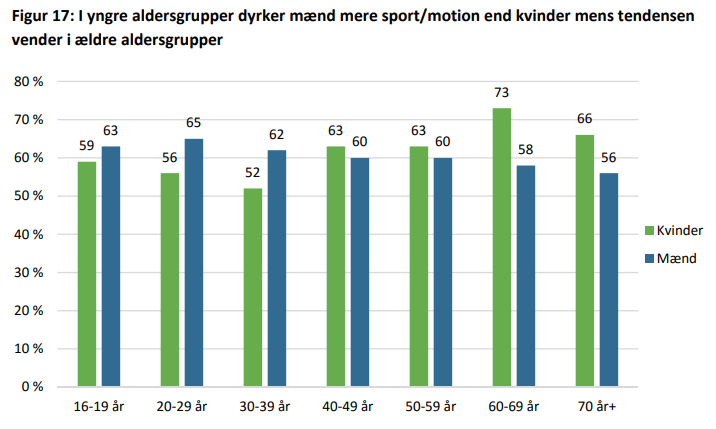 Figur 17: I yngre aldersgrupper dyrker mænd mere sport/motion end kvinder mens tendensen
vender i ældre aldersgrupper
80 %
70 %
60 %
50 %
40 %
30 %
20 %
10 %
0 %
59
63
56
65
52
62
63
60
63
60
73
58
66
56
16-19 år
20-29 år
30-39 år
40-49 år
50-59 år
60-69 år
70 år+
Kvinder
Mænd